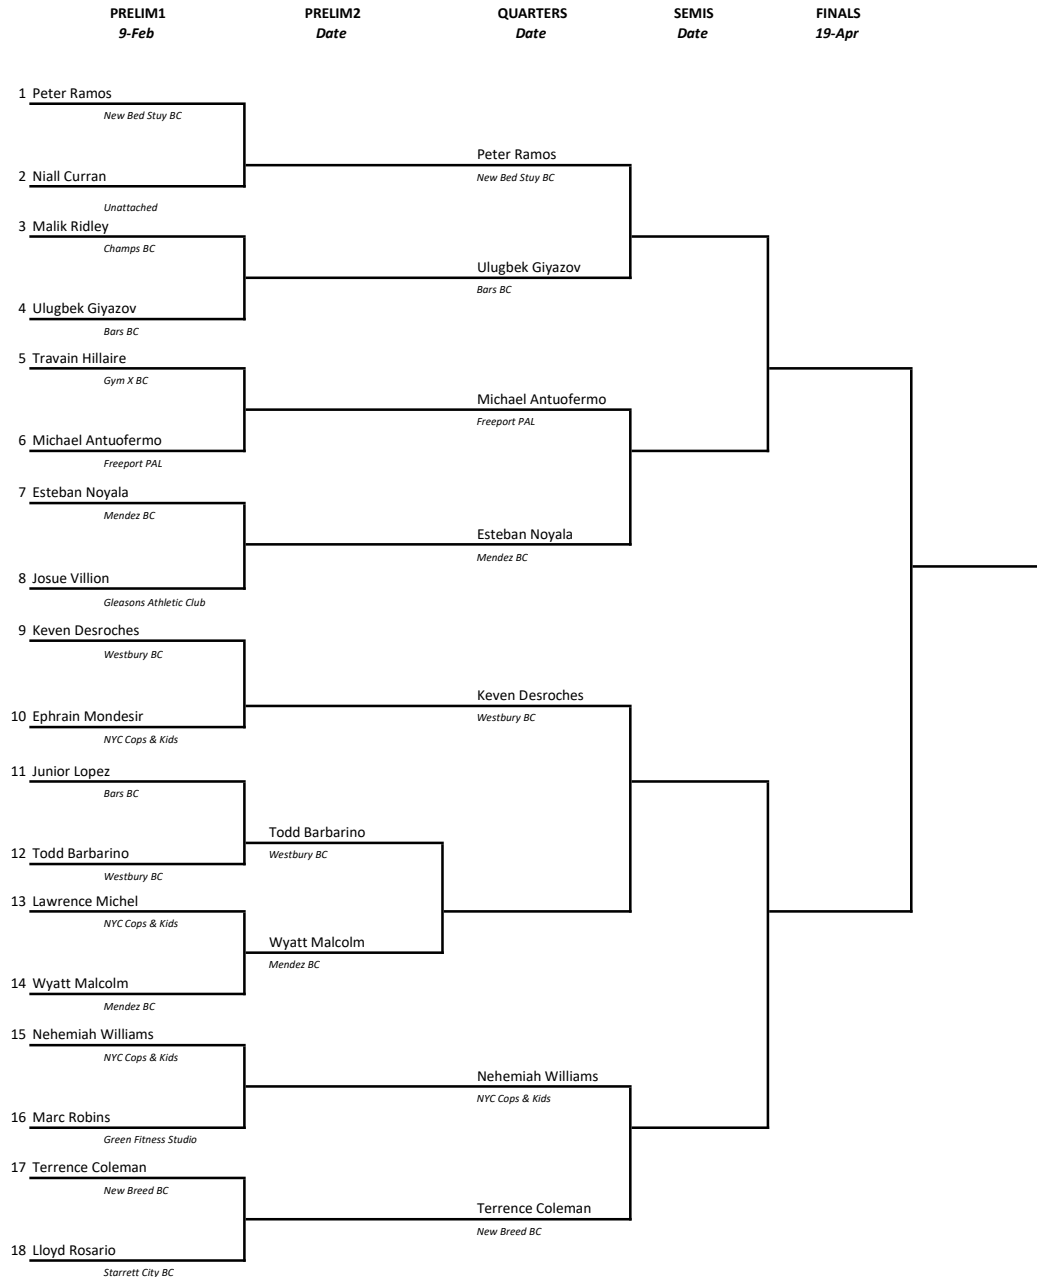 PRELIM1 PRELIM2 QUARTERS SEMIS FINALS
9-Feb Date Date Date 19-Apr
1 Peter Ramos
New Bed Stuy BC
Peter Ramos
New Bed Stuy BC
2 Niall Curran
Unattached
3 Malik Ridley
Champs BC
Ulugbek Giyazov
Bars BC
4 Ulugbek Giyazov
Bars BC
5 Travain Hillaire
Gym X BC
Michael Antuofermo
Freeport PAL
6 Michael Antuofermo
Freeport PAL
7 Esteban Noyala
Mendez BC
Esteban Noyala
Mendez BC
8 Josue Villion
Gleasons Athletic Club
9 Keven Desroches
Westbury BC
Keven Desroches
Westbury BC
10 Ephrain Mondesir
NYC Cops & Kids
11 Junior Lopez
Bars BC
Todd Barbarino
Westbury BC
12 Todd Barbarino
Westbury BC
13 Lawrence Michel
NYC Cops & Kids
Wyatt Malcolm
Mendez BC
14 Wyatt Malcolm
Mendez BC
15 Nehemiah Williams
NYC Cops & Kids
Nehemiah Williams
NYC Cops & Kids
16 Marc Robins
Green Fitness Studio
17 Terrence Coleman
New Breed BC
Terrence Coleman
New Breed BC
18 Lloyd Rosario
Starrett City BC